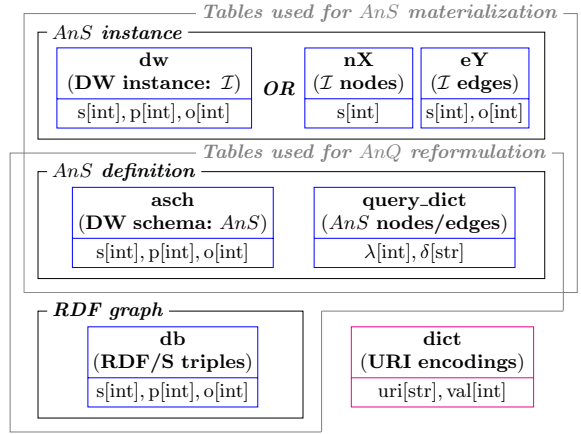 Tables used for AnS materialization
AnS instance
dw
(DW instance: I)
s[int], p[int], o[int]
OR
nX
(I nodes)
s[int]
eY
(I edges)
s[int], o[int]
Tables used for AnQ reformulation
AnS definition
asch
(DW schema: AnS)
s[int], p[int], o[int]
query_dict
(AnS nodes/edges)
λ[int], δ[str]
RDF graph
db
(RDF/S triples)
s[int], p[int], o[int]
dict
(URI encodings)
uri[str], val[int]